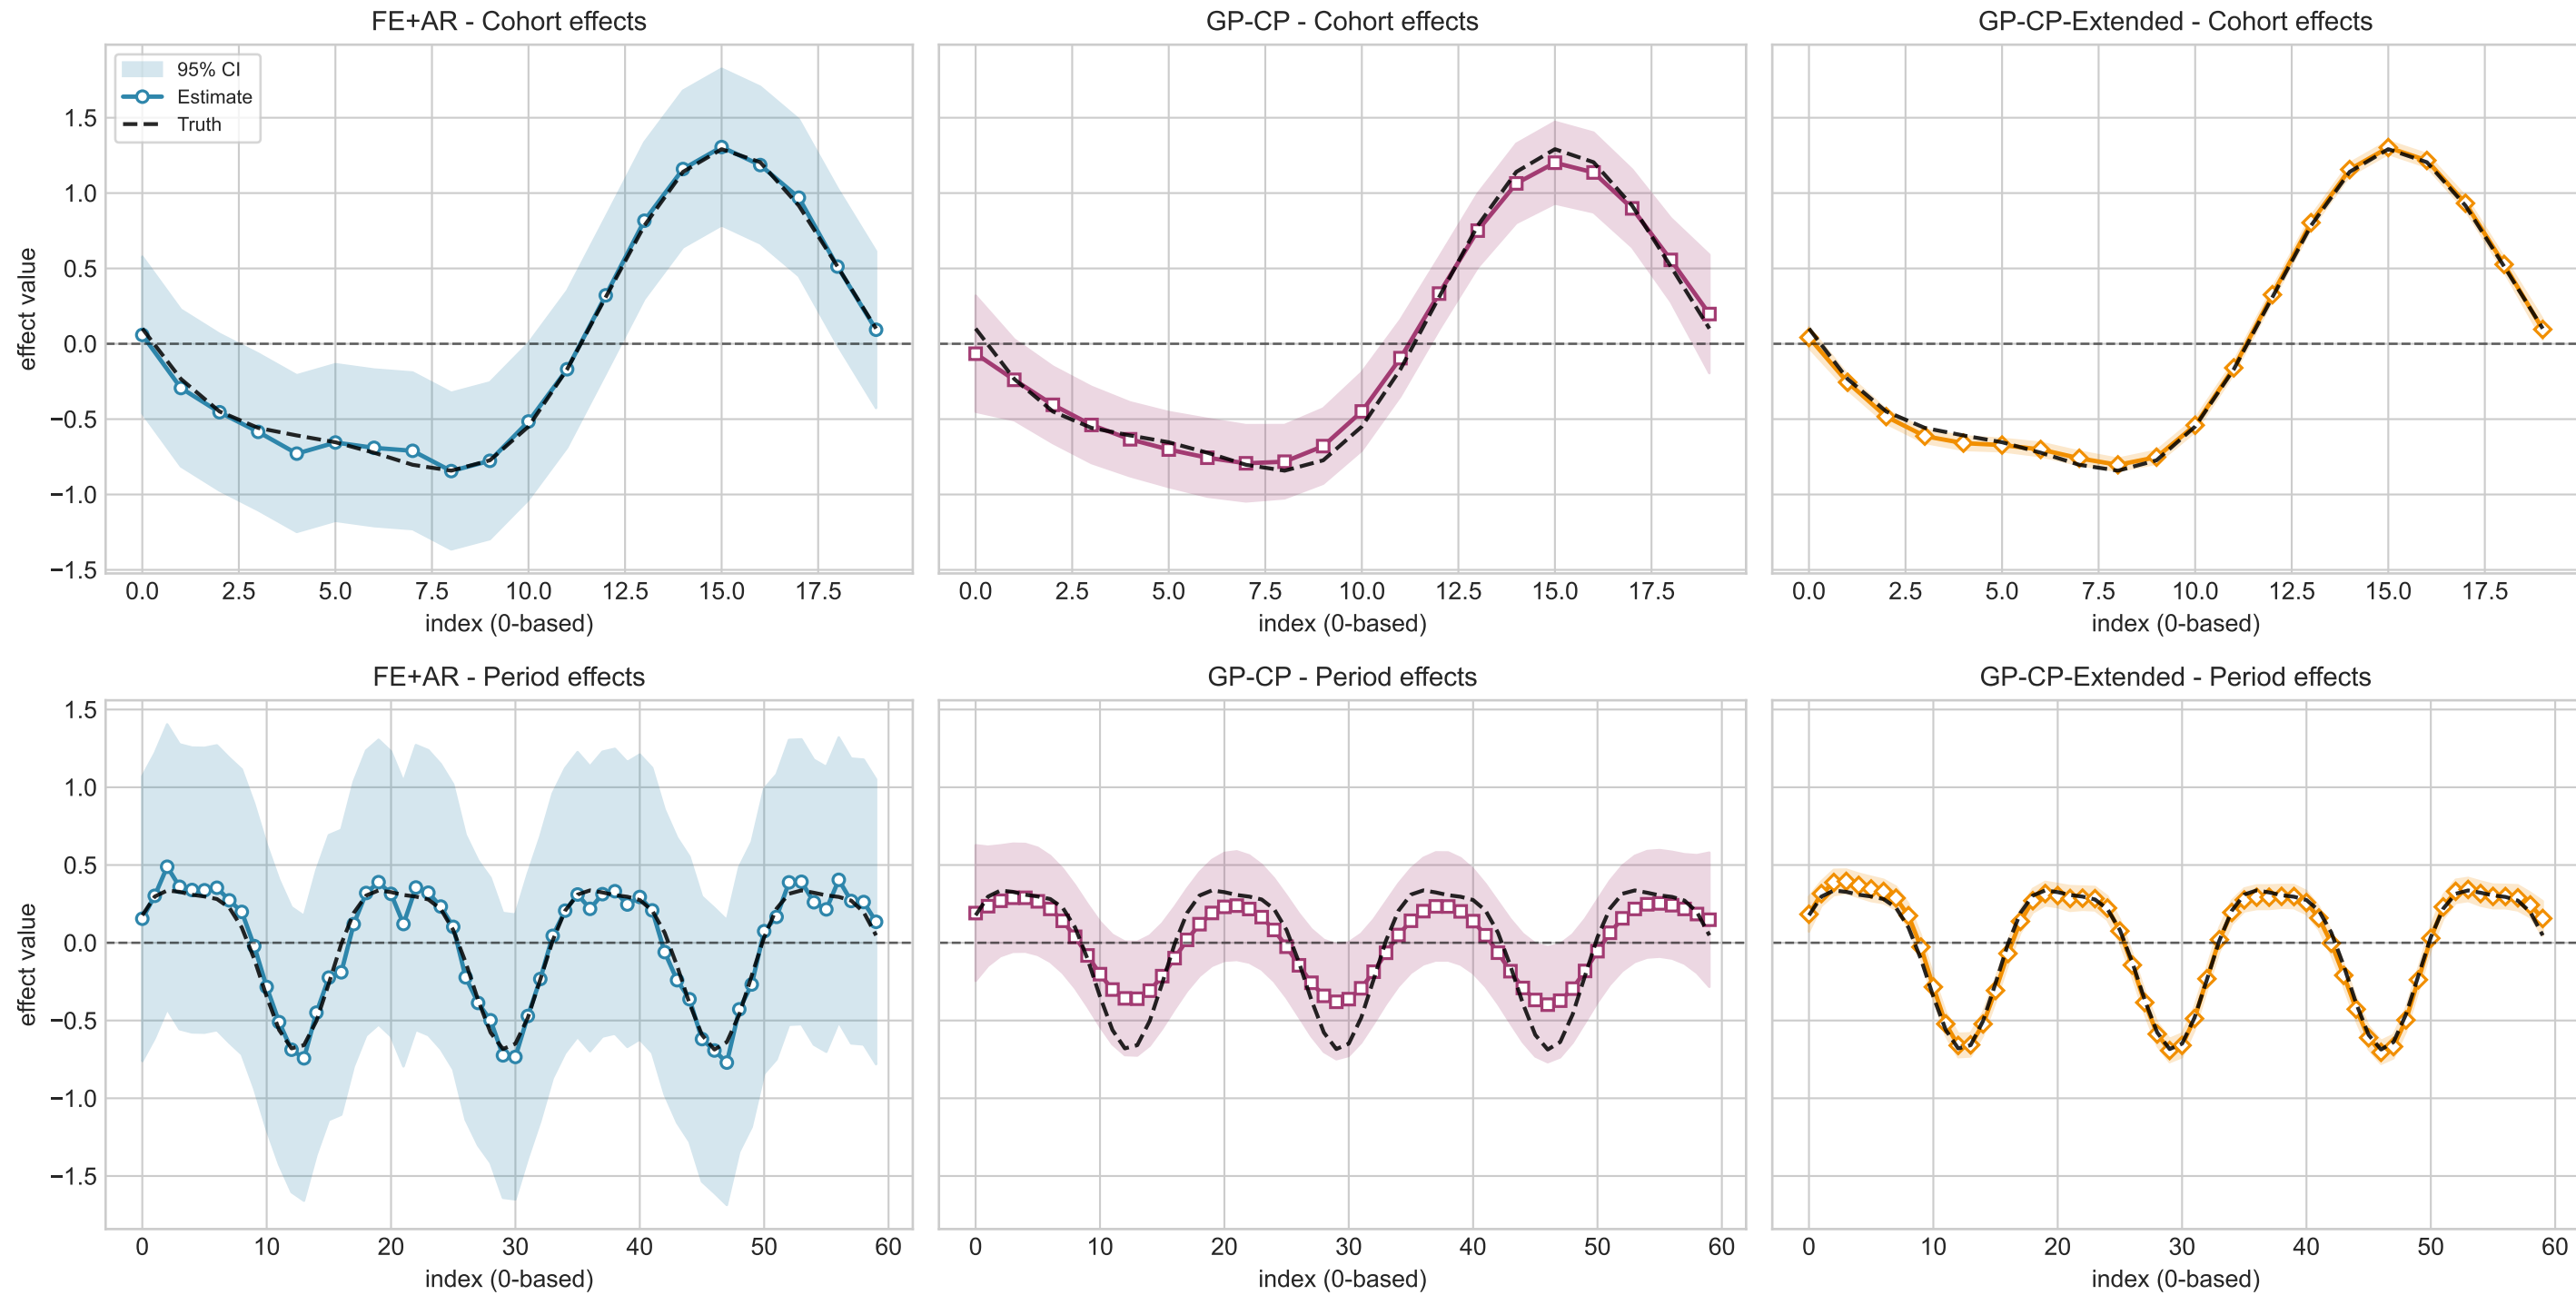 FE+AR - Cohort effects
GP-CP - Cohort effects
GP-CP-Extended - Cohort effects
95% CI
Estimate
Truth
effect value
1.5
1.0
0.5
0.0
−0.5
−1.0
−1.5
0.0 2.5 5.0 7.5 10.0 12.5 15.0 17.5
0.0 2.5 5.0 7.5 10.0 12.5 15.0 17.5
0.0 2.5 5.0 7.5 10.0 12.5 15.0 17.5
index (0-based)
index (0-based)
index (0-based)
FE+AR - Period effects
GP-CP - Period effects
GP-CP-Extended - Period effects
effect value
1.5
1.0
0.5
0.0
−0.5
−1.0
−1.5
0 10 20 30 40 50 60
0 10 20 30 40 50 60
0 10 20 30 40 50 60
index (0-based)
index (0-based)
index (0-based)